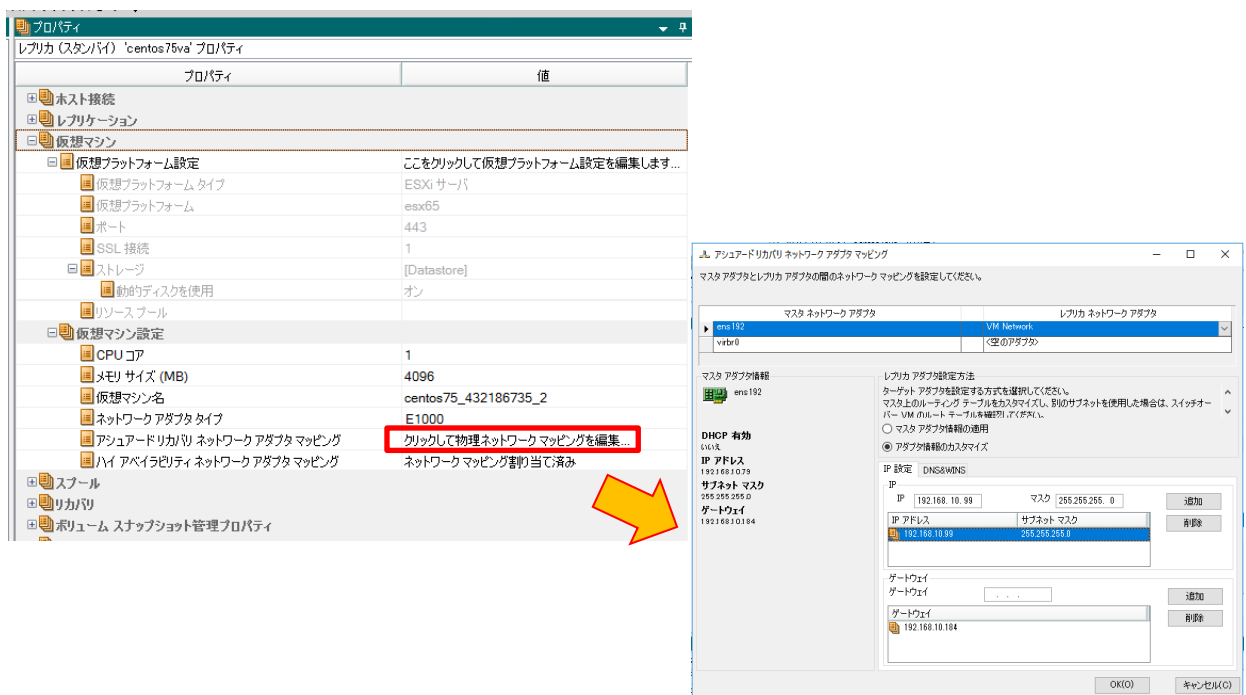 プロパティ
レプリカ (スタンバイ) 'centos75va' プロパティ
プロパティ 値
ホスト接続
レプリケーション
仮想マシン
仮想プラットフォーム設定 ここをクリックして仮想プラットフォーム設定を編集します...
仮想プラットフォーム タイプ ESXi サーバ
仮想プラットフォーム esx65
ポート 443
SSL 接続 1
ストレージ [Datastore]
動的ディスクを使用 オン
リソース プール
仮想マシン設定
CPU コア 1
メモリ サイズ (MB) 4096
仮想マシン名 centos75_432186735_2
ネットワーク アダプタ タイプ E1000
アシュアード リカバリ ネットワーク アダプタ マッピング クリックして物理ネットワーク マッピングを編集...
ハイ アベイラビリティ ネットワーク アダプタ マッピング ネットワーク マッピング割り当て済み
スプール
リカバリ
ボリューム スナップショット管理プロパティ
アシュアード リカバリ ネットワーク アダプタ マッピング
マスタ アダプタとレプリカ アダプタの間のネットワーク マッピングを設定してください。
マスタ ネットワーク アダプタ レプリカ ネットワーク アダプタ
ens192 VM Network
virbr0 <空のアダプタ>
マスタ アダプタ情報
ens192
DHCP 有効
いいえ
IP アドレス
192.168.10.79
サブネット マスク
255.255.255.0
ゲートウェイ
192.168.10.184
レプリカ アダプタ設定方法
ターゲット アダプタを設定する方式を選択してください。
マスタ上のルーティング テーブルをカスタマイズし、別のサブネットを使用した場合は、スイッチオー
バー VM のルート テーブルを確認してください。
マスタ アダプタ情報の適用
アダプタ情報のカスタマイズ
IP 設定 DNS&WINS
IP
IP 192.168. 10. 99 マスク 255.255.255. 0 追加
IP アドレス サブネット マスク 削除
192.168.10.99 255.255.255.0
ゲートウェイ
ゲートウェイ . . . 追加
ゲートウェイ 削除
192.168.10.184
OK(O) キャンセル(C)